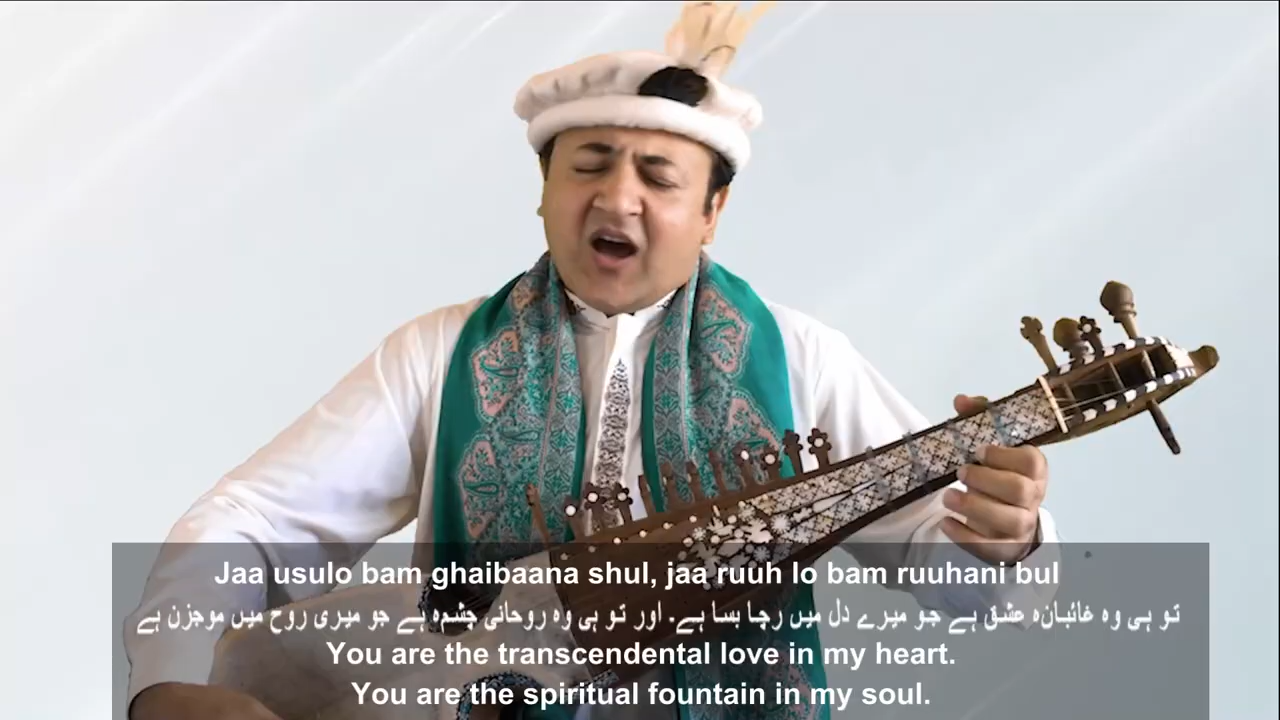 Jaa usulo bam ghaibaana shul, jaa ruuh lo bam ruuhani bul
تو ہی وہ غائبانہ عشق ہے جو میرے دل میں رچا بسا ہے. اور تو ہی وہ روحانی چشمہ ہے جو میری روح میں موجزن ہے
You are the transcendental love in my heart.
You are the spiritual fountain in my soul.